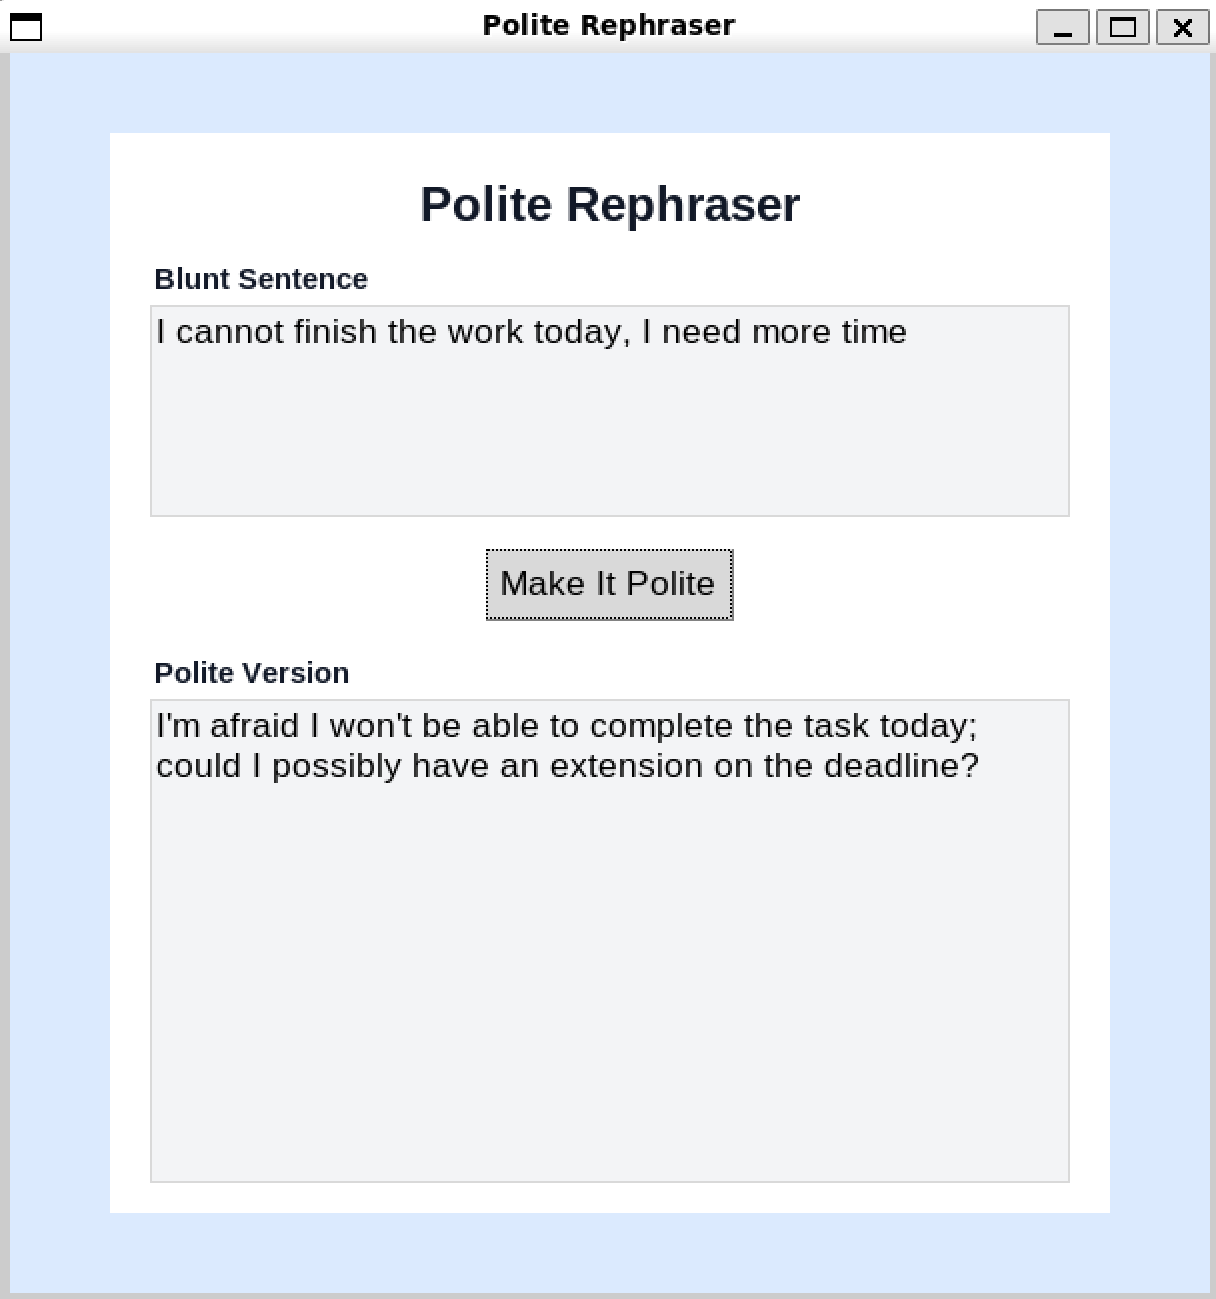 Polite Rephraser
Polite Rephraser
Blunt Sentence
I cannot finish the work today, I need more time
Make It Polite
Polite Version
I'm afraid I won't be able to complete the task today;
could I possibly have an extension on the deadline?